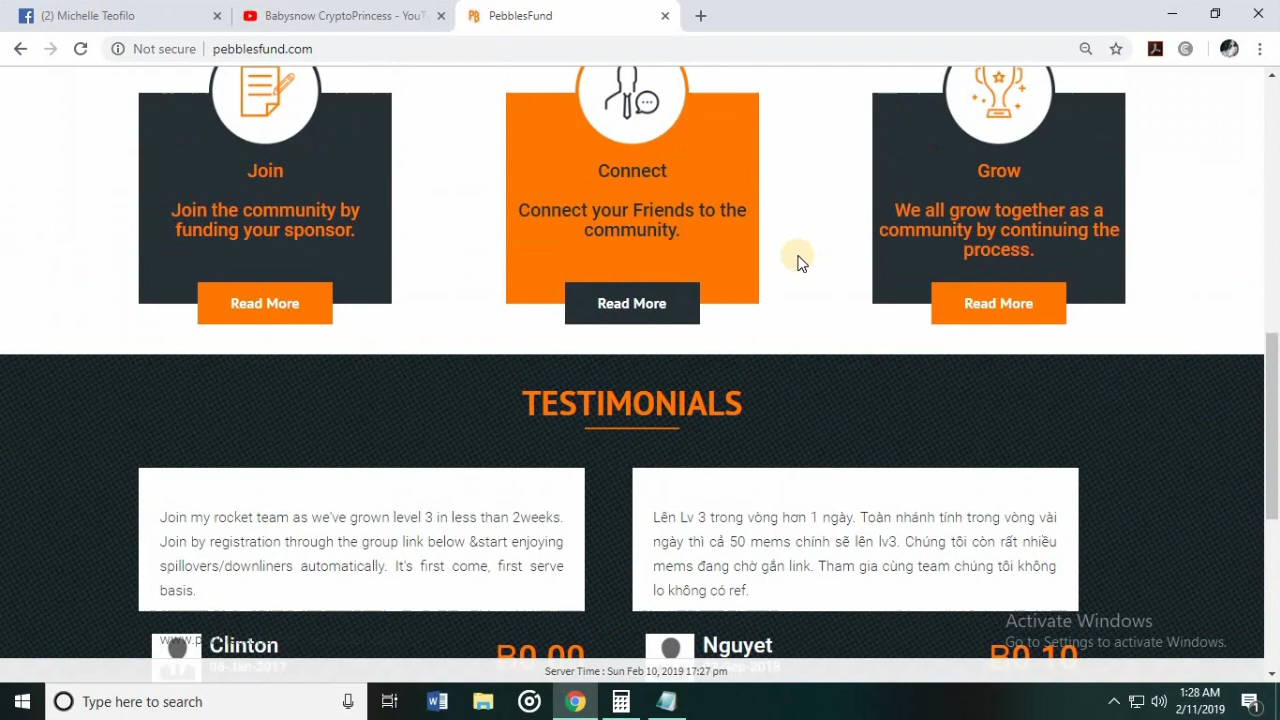 (2) Michelle Teofilo
Babysnow CryptoPrincess - YouT
PebblesFund
Not secure
pebblesfund.com
Join
Join the community by
funding your sponsor.
Read More
Connect
Connect your Friends to the
community.
Read More
Grow
We all grow together as a
community by continuing the
process.
Read More
TESTIMONIALS
Join my rocket team as we've grown level 3 in less than 2weeks.
Join by registration through the group link below &start enjoying
spillovers/downliners automatically. It's first come, first serve
basis.
Clinton
06-Jan-2017
B0.00
Lên Lv 3 trong vòng hơn 1 ngày. Toàn nhánh tính trong vòng vài
ngày thì cả 50 mems chính sẽ lên lv3. Chúng tôi còn rất nhiều
mems đang chờ gắn link. Tham gia cùng team chúng tôi không
lo không có ref.
Nguyet
B0.10
Activate Windows
Go to Settings to activate Windows.
Server Time : Sun Feb 10, 2019 17:27 pm
Type here to search
1:28 AM
2/11/2019